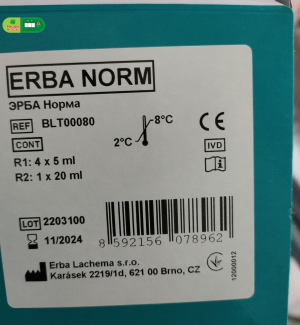 ERBA NORM
ЭРБА Норма
REF BLT00080
CONT
R1: 4 x 5 ml
R2: 1 x 20 ml
2°C
8°C
CE
IVD
i
LOT 2203100
11/2024
8 592156 078962
Erba Lachema s.r.o.
Karásek 2219/1d, 621 00 Brno, CZ
12000012